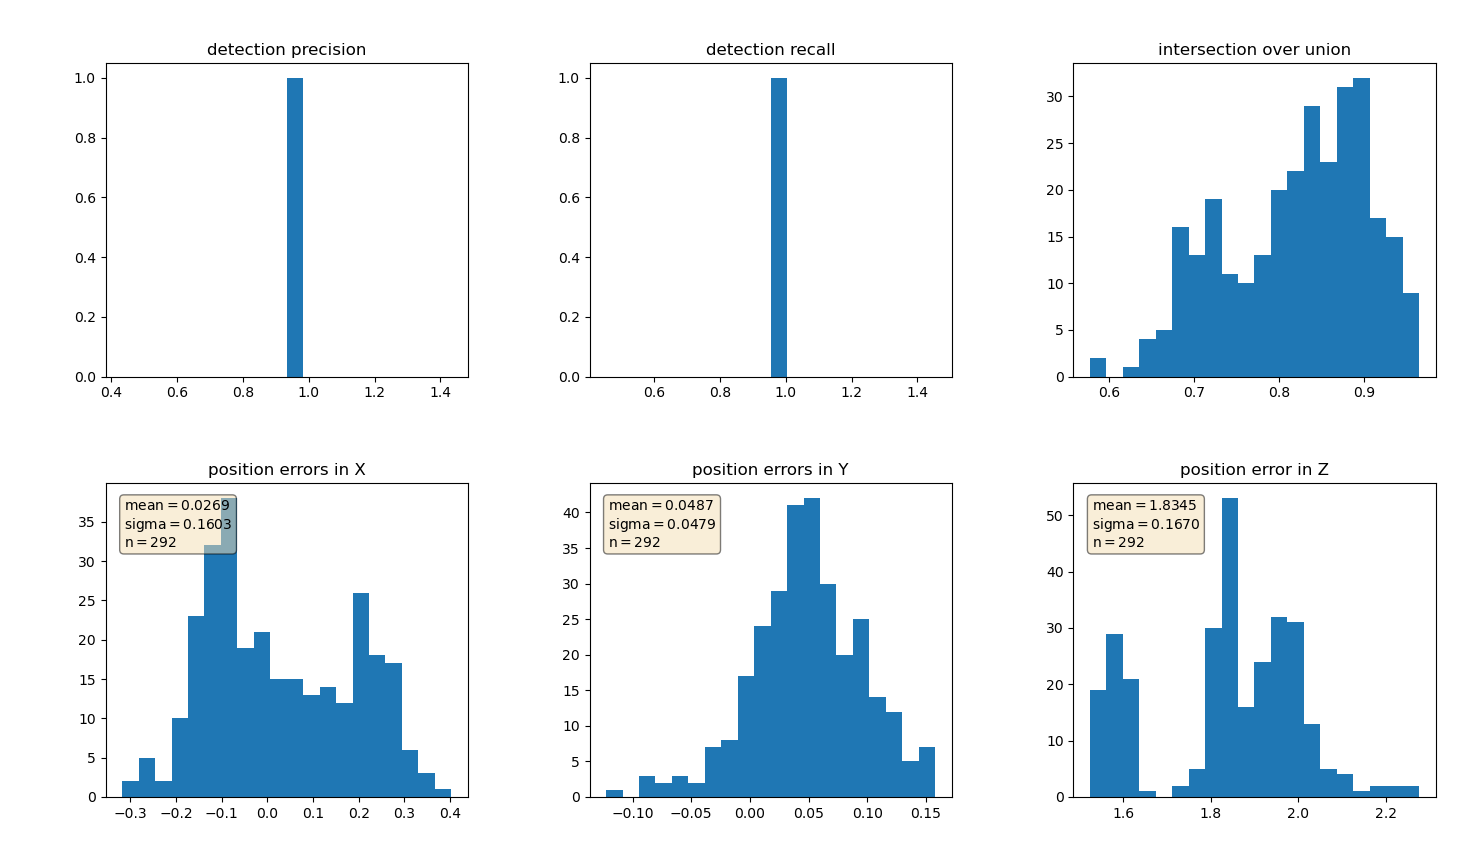 detection precision
1.0
0.8
0.6
0.4
0.2
0.0
0.4 0.6 0.8 1.0 1.2 1.4
detection recall
1.0
0.8
0.6
0.4
0.2
0.0
0.6 0.8 1.0 1.2 1.4
intersection over union
30
25
20
15
10
5
0
0.6 0.7 0.8 0.9
position errors in X
mean = 0.0269
sigma = 0.1603
n = 292
35
30
25
20
15
10
5
0
−0.3 −0.2 −0.1 0.0 0.1 0.2 0.3 0.4
position errors in Y
mean = 0.0487
sigma = 0.0479
n = 292
40
35
30
25
20
15
10
5
0
−0.10 −0.05 0.00 0.05 0.10 0.15
position error in Z
mean = 1.8345
sigma = 0.1670
n = 292
50
40
30
20
10
0
1.6 1.8 2.0 2.2